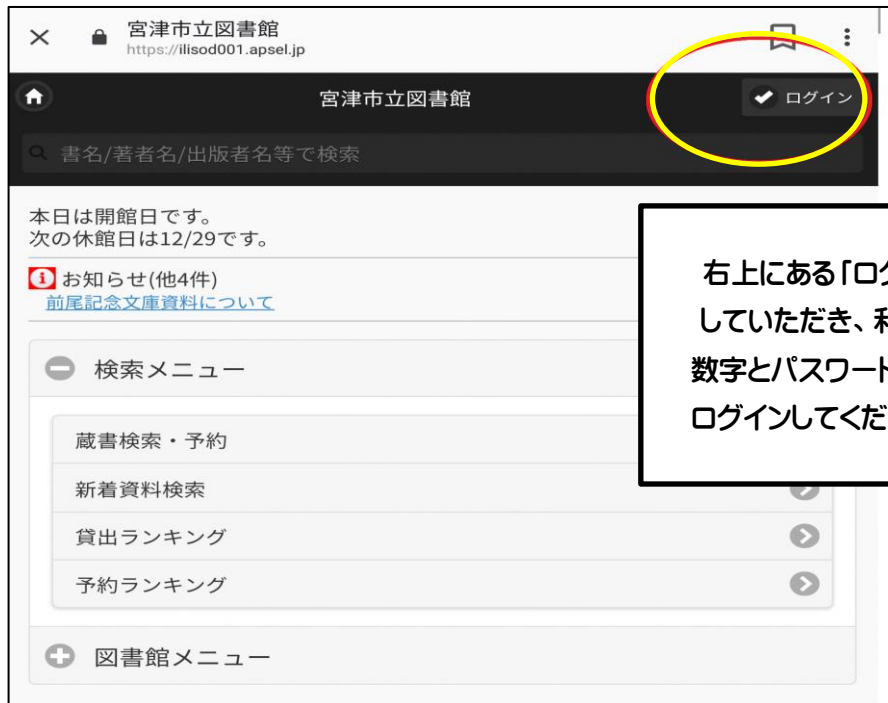 宮津市立図書館
https://ilisod001.apsel.jp
宮津市立図書館
ログイン
書名/著者名/出版者名等で検索
本日は開館日です。
次の休館日は12/29です。
お知らせ(他4件)
前尾記念文庫資料について
検索メニュー
蔵書検索・予約
新着資料検索
貸出ランキング
予約ランキング
図書館メニュー
右上にある「ログ
していただき、
数字とパスワード
ログインしてくだ